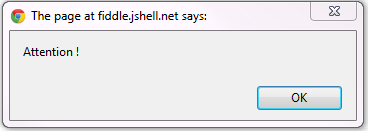 The page at fiddle.jshell.net says:
Attention !
OK